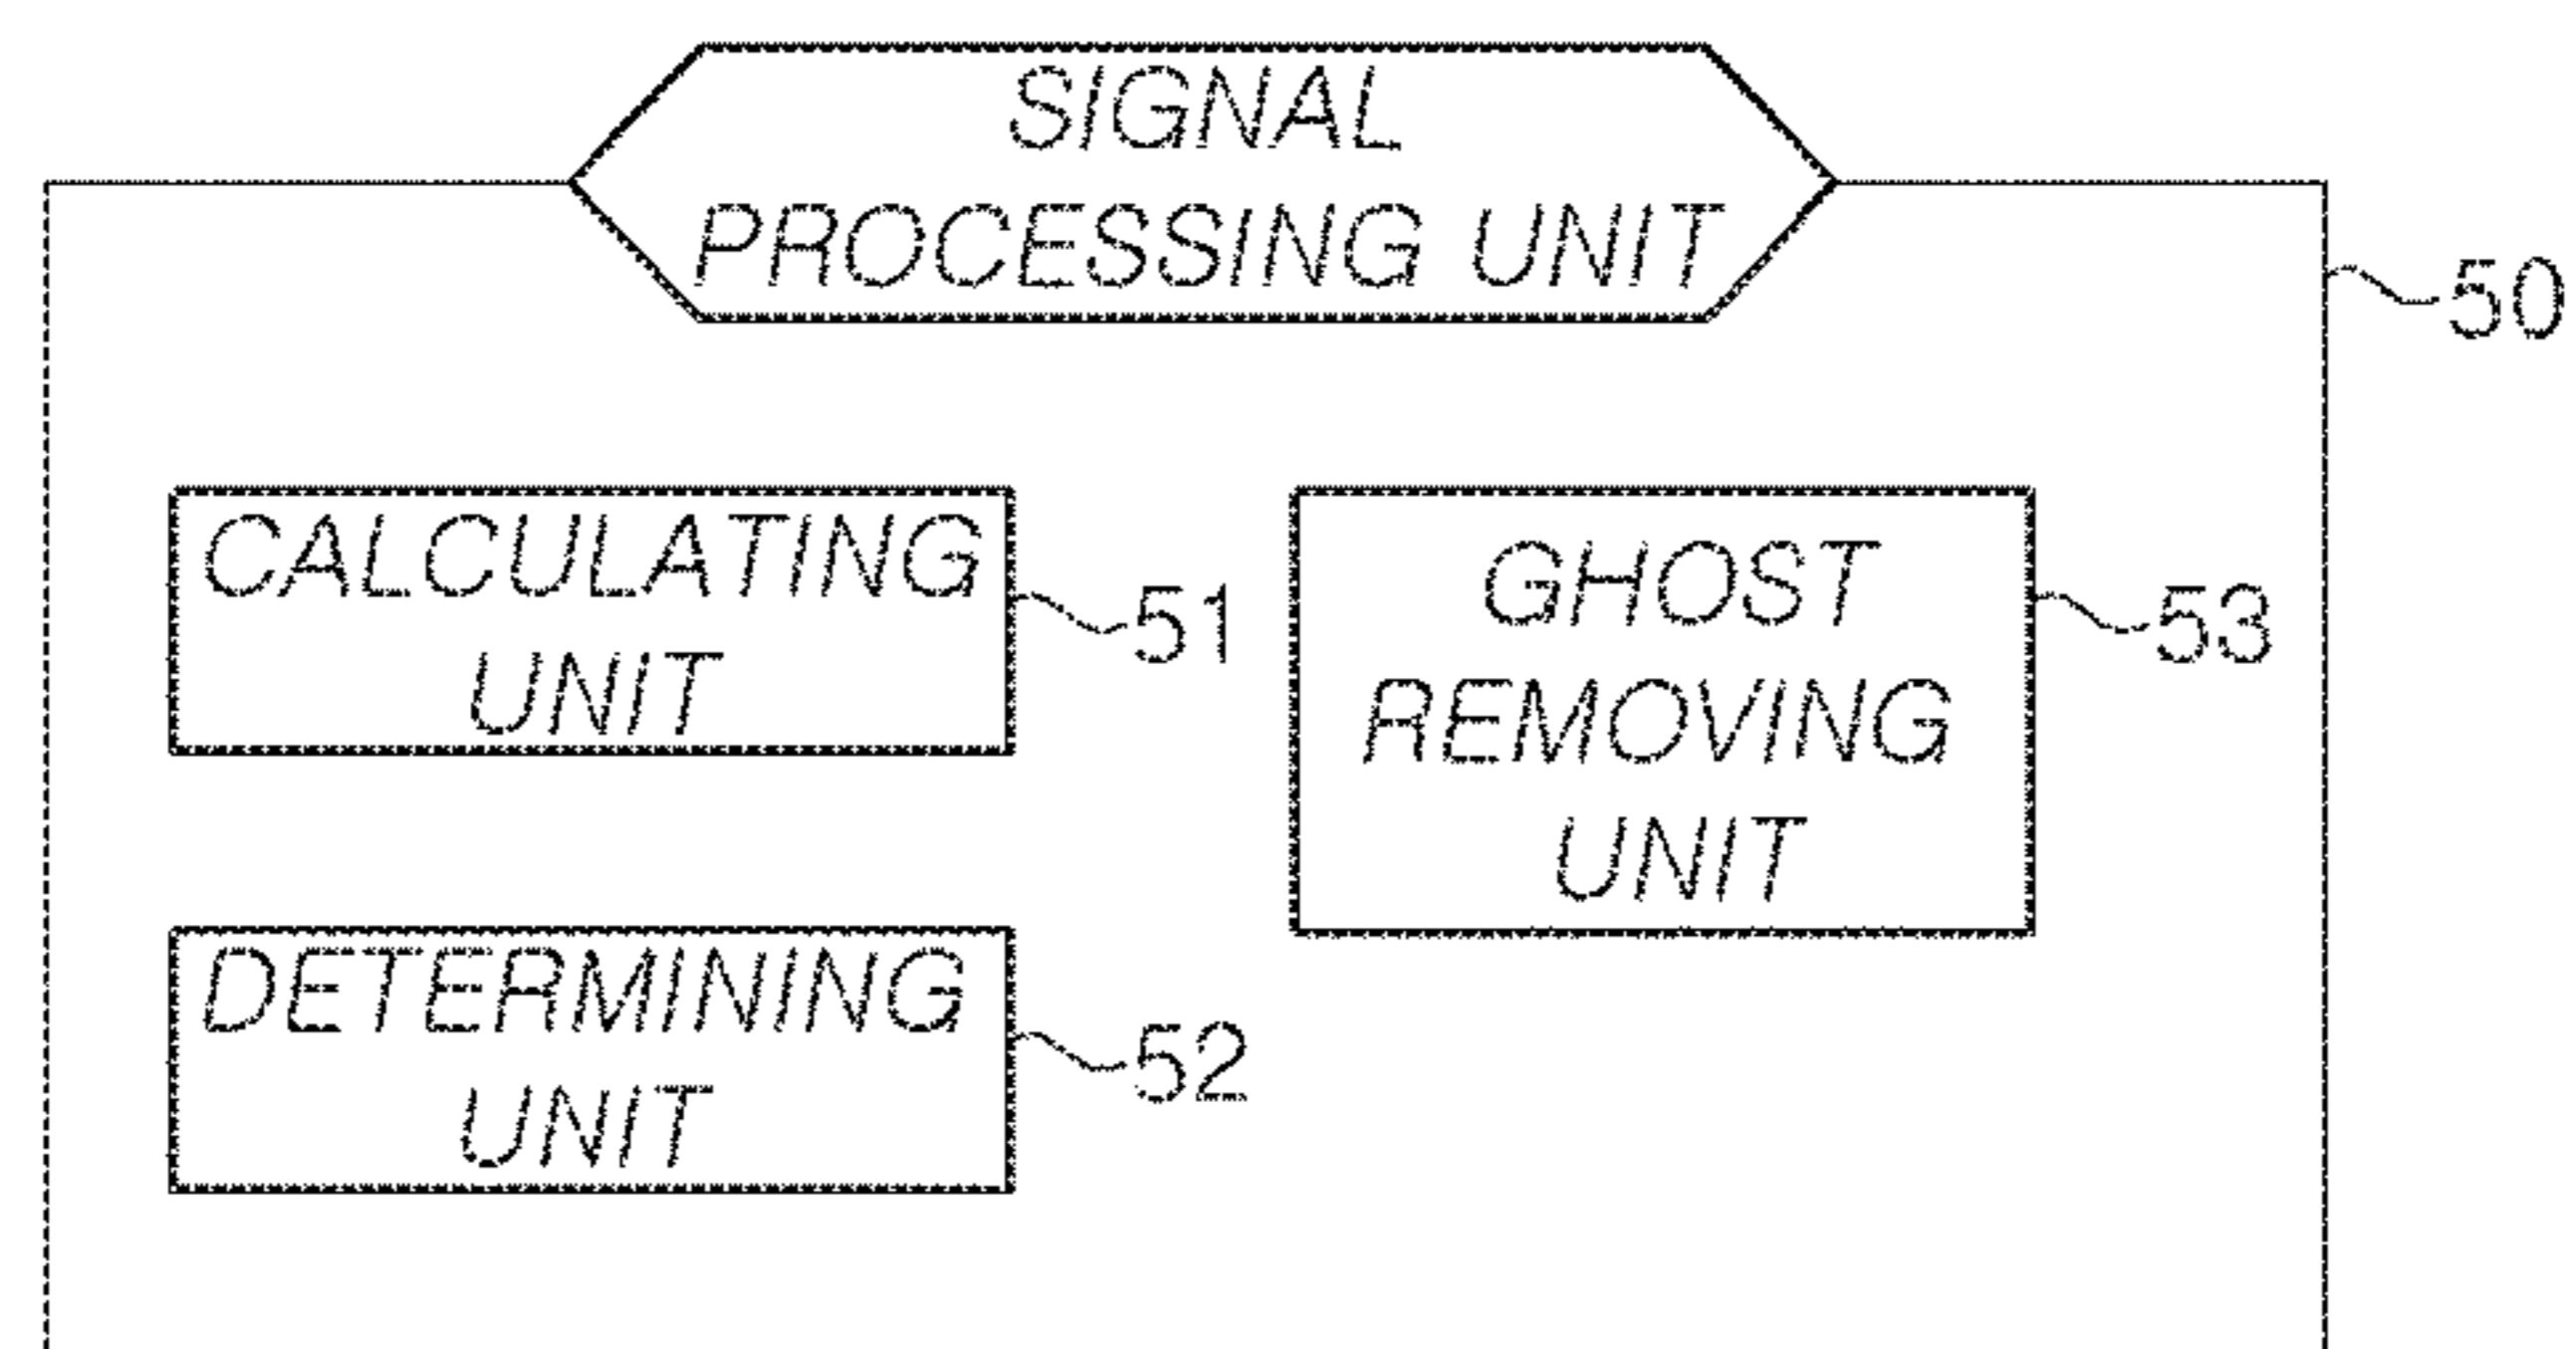 SIGNAL
PROCESSING UNIT
50
CALCULATING
UNIT
51
GHOST
REMOVING
UNIT
53
DETERMINING
UNIT
52